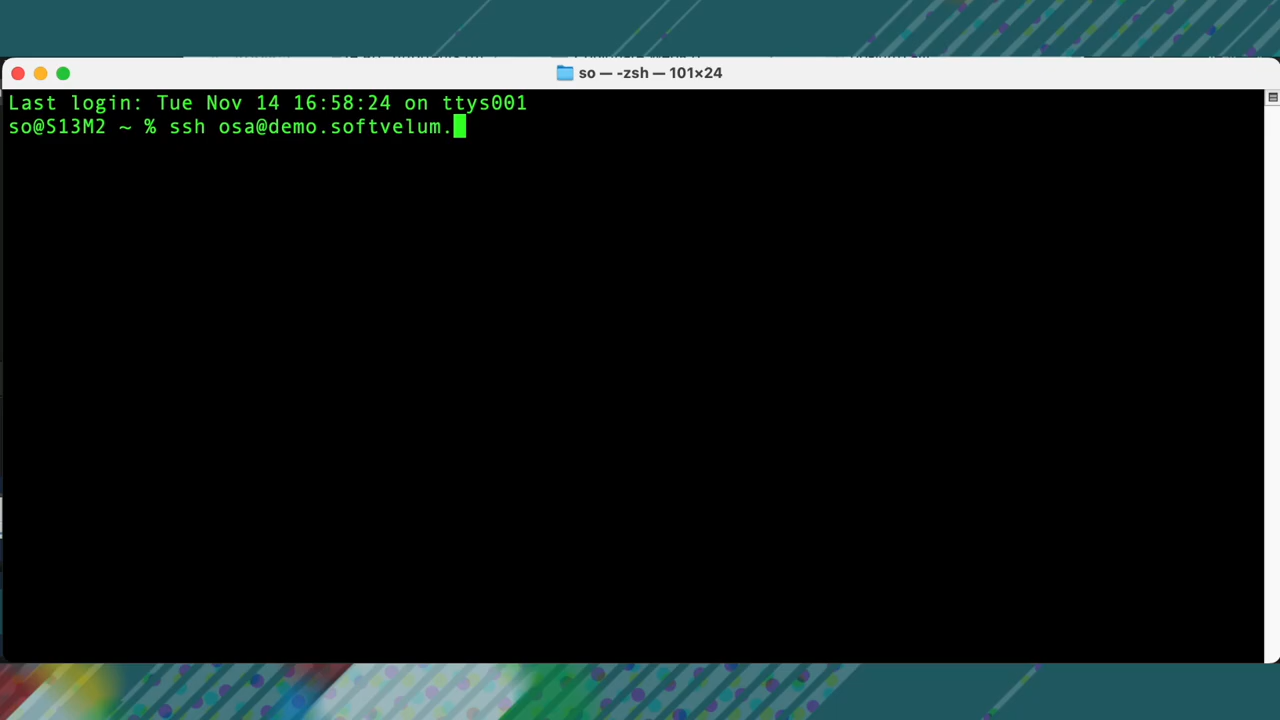 so — -zsh — 101×24
Last login: Tue Nov 14 16:58:24 on ttys001
so@S13M2 ~ % ssh osa@demo.softvelum.